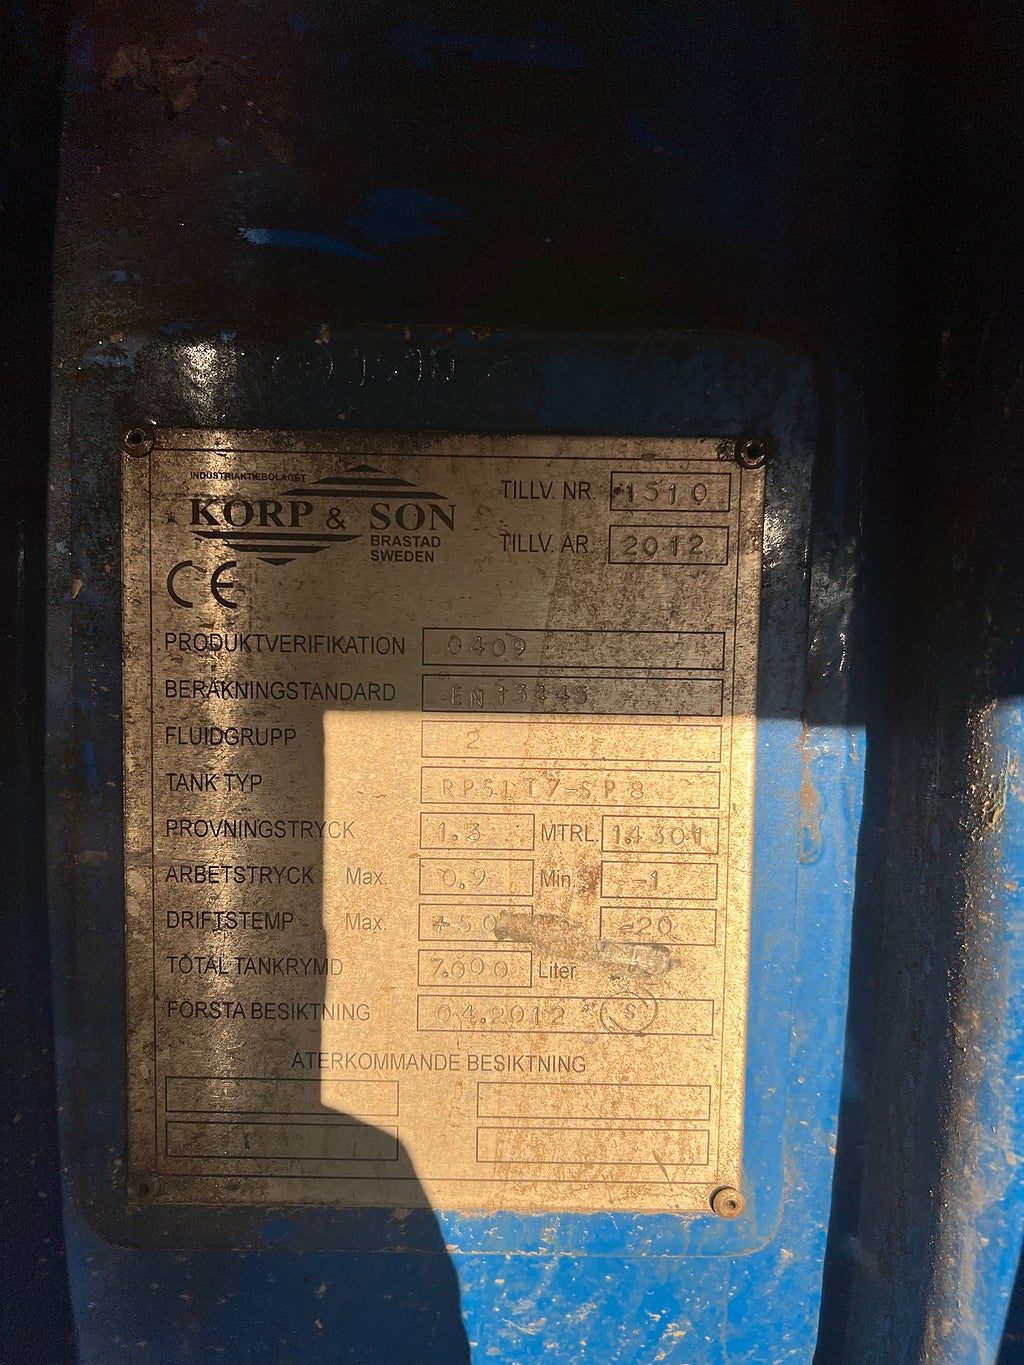 INDUSTRIAKTIEBOLAGET
KORP & SON
BRASTAD
SWEDEN
TILLV. NR. 1510
TILLV. ÅR 2012
CE
PRODUKTVERIFIKATION 0409
BERÄKNINGSTANDARD EN 13445
FLUIDGRUPP 2
TANK TYP RPS1T7-SP8
PROVNINGSTRYCK 1.3 MTRL. 1.4301
ARBETSTRYCK Max. 0.9 Min. -1
DRIFTSTEMP Max. +50 -20
TOTAL TANKRYMD 7.000 Liter
FÖRSTA BESIKTNING 04.2012 S
ÅTERKOMMANDE BESIKTNING